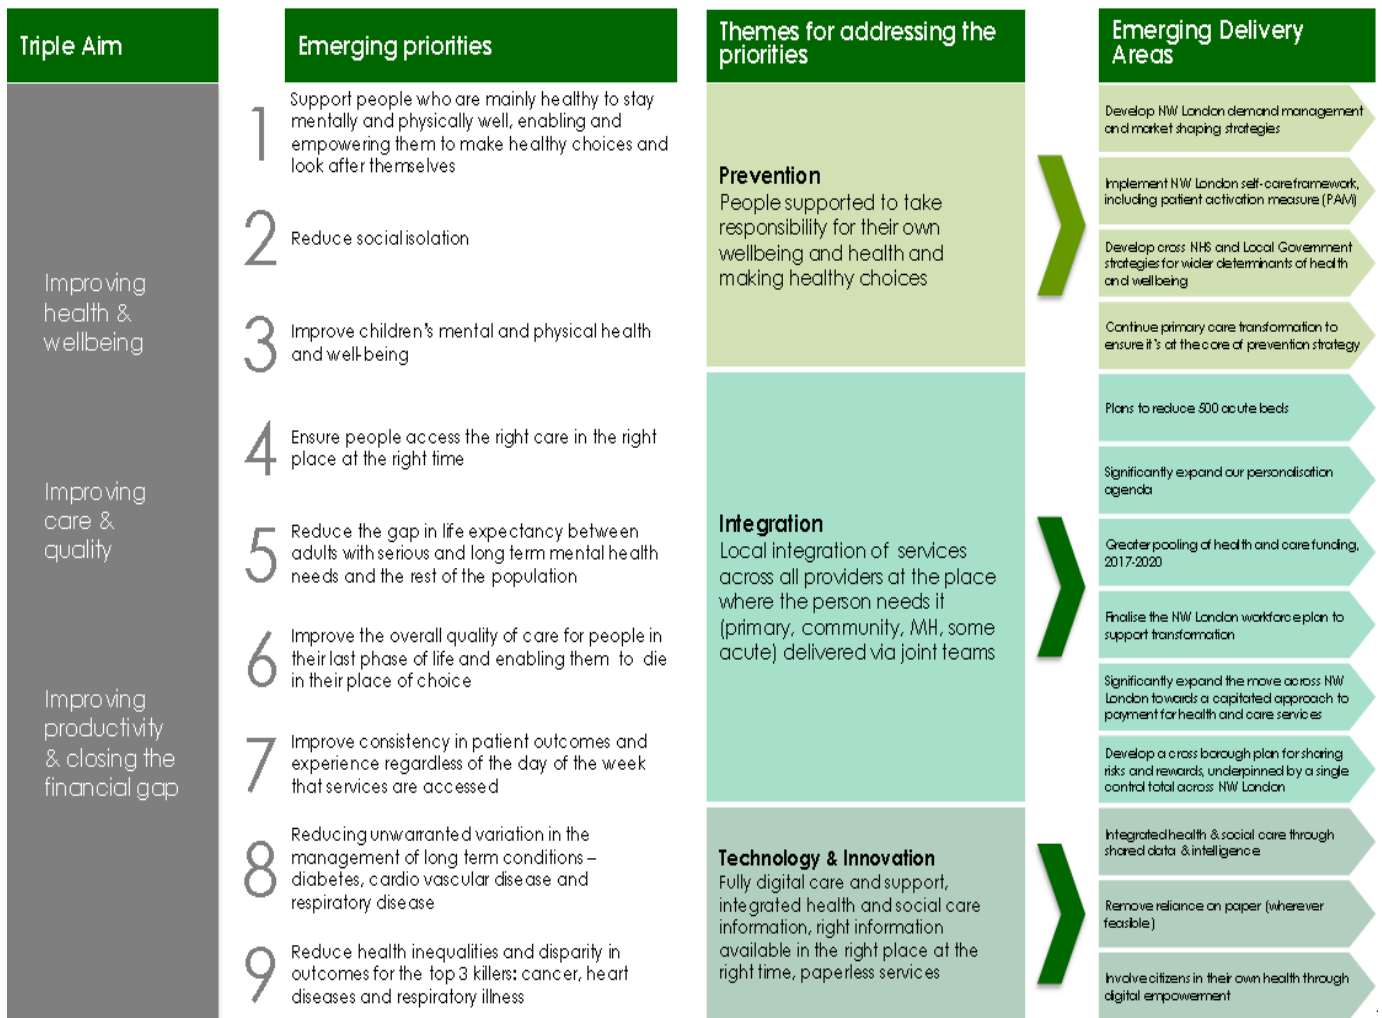 Triple Aim
Improving
health &
wellbeing
Improving
care &
quality
Improving
productivity
& closing the
financial gap
Emerging priorities
1
Support people who are mainly healthy to stay
mentally and physically well, enabling and
empowering them to make healthy choices and
look after themselves
2
Reduce social isolation
3
Improve children's mental and physical health
and well-being
4
Ensure people access the right care in the right
place at the right time
5
Reduce the gap in life expectancy between
adults with serious and long term mental health
needs and the rest of the population
6
Improve the overall quality of care for people in
their last phase of life and enabling them to die
in their place of choice
7
Improve consistency in patient outcomes and
experience regardless of the day of the week
that services are accessed
8
Reducing unwarranted variation in the
management of long term conditions –
diabetes, cardio vascular disease and
respiratory disease
9
Reduce health inequalities and disparity in
outcomes for the top 3 killers: cancer, heart
diseases and respiratory illness
Themes for addressing the
priorities
Prevention
People supported to take
responsibility for their own
wellbeing and health and
making healthy choices
Integration
Local integration of services
across all providers at the place
where the person needs it
(primary, community, MH, some
acute) delivered via joint teams
Technology & Innovation
Fully digital care and support,
integrated health and social care
information, right information
available in the right place at the
right time, paperless services
Emerging Delivery
Areas
Develop NW London demand management
and market shaping strategies
Implement NW London self-care framework,
including patient activation measure (PAM)
Develop cross NHS and Local Government
strategies for wider determinants of health
and wellbeing
Continue primary care transformation to
ensure it's at the core of prevention strategy
Plans to reduce 500 acute beds
Significantly expand our personalisation
agenda
Greater pooling of health and care funding,
2017-2020
Finalise the NW London workforce plan to
support transformation
Significantly expand the move across NW
London towards a capitated approach to
payment for health and care services
Develop a cross borough plan for sharing
risks and rewards, underpinned by a single
control total across NW London
Integrated health & social care through
shared data & intelligence
Remove reliance on paper (wherever
feasible)
Involve citizens in their own health through
digital empowerment